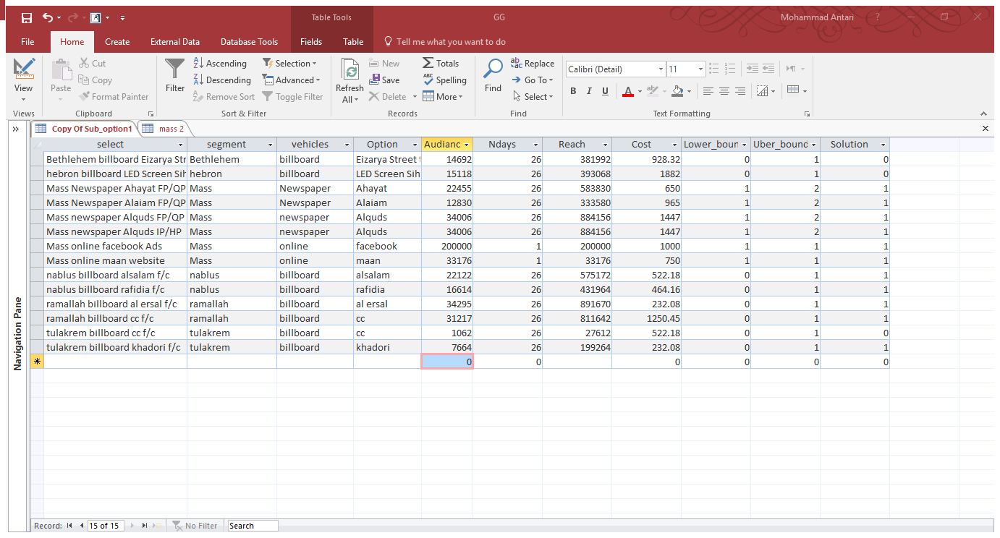 Table Tools GG Mohammad Antari ?
File Home Create External Data Database Tools Fields Table Tell me what you want to do
View Paste Cut Copy Format Painter Filter Ascending Descending Remove Sort Selection Advanced Toggle Filter Refresh All New Save Delete Totals Spelling More Find Replace Go To Select Calibri (Detail) 11 B I U A
Views Clipboard Sort & Filter Records Find Text Formatting
» Copy Of Sub_option1 mass 2
select segment vehicles Option Audianc Ndays Reach Cost Lower_boun Uber_bound Solution
Bethlehem billboard Eizarya Str Bethlehem billboard Eizarya Street 14692 26 381992 928.32 0 1 0
hebron billboard LED Screen Sih hebron billboard LED Screen Sih 15118 26 393068 1882 0 1 0
Mass Newspaper Ahayat FP/QP Mass Newspaper Ahayat 22455 26 583830 650 1 2 1
Mass Newspaper Alaiam FP/QP Mass Newspaper Alaiam 12830 26 333580 965 1 2 1
Mass newspaper Alquds FP/QP Mass newspaper Alquds 34006 26 884156 1447 1 2 1
Mass newspaper Alquds IP/HP Mass newspaper Alquds 34006 26 884156 1447 1 2 1
Mass online facebook Ads Mass online facebook 200000 1 200000 1000 1 1 1
Mass online maan website Mass online maan 33176 1 33176 750 1 1 1
nablus billboard alsalam f/c nablus billboard alsalam 22122 26 575172 522.18 0 1 1
nablus billboard rafidia f/c nablus billboard rafidia 16614 26 431964 464.16 0 1 1
ramallah billboard al ersal f/c ramallah billboard al ersal 34295 26 891670 232.08 0 1 1
ramallah billboard cc f/c ramallah billboard cc 31217 26 811642 1250.45 0 1 1
tulakrem billboard cc f/c tulakrem billboard cc 1062 26 27612 522.18 0 1 0
tulakrem billboard khadori f/c tulakrem billboard khadori 7664 26 199264 232.08 0 1 1
* 0 0 0 0 0 0
Navigation Pane
Record: 15 of 15 No Filter Search